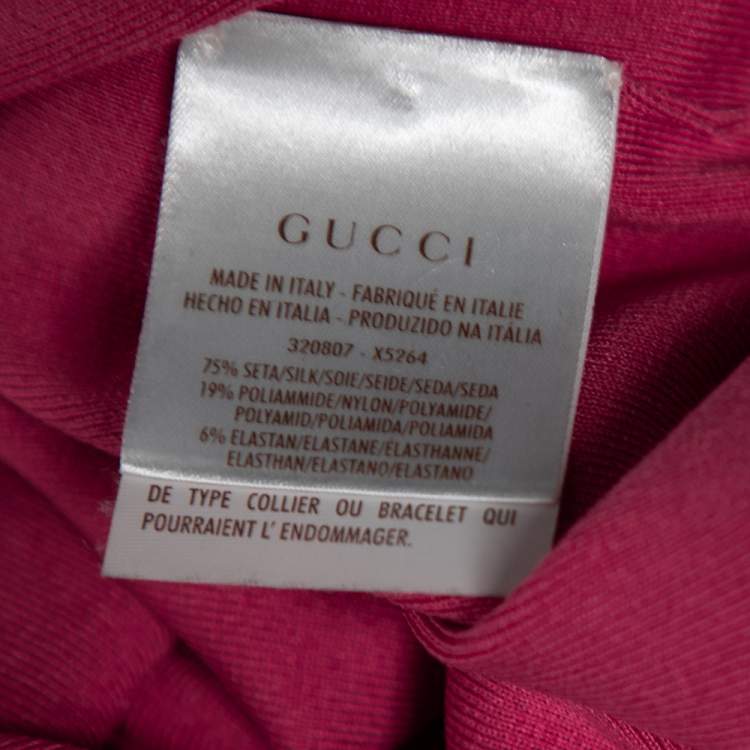 GUCCI
MADE IN ITALY - FABRIQUÉ EN ITALIE
HECHO EN ITALIA - PRODUZIDO NA ITÁLIA
320807 - X5264
75% SETA/SILK/SOIE/SEIDE/SEDA/SEDA
19% POLIAMMIDE/NYLON/POLYAMIDE/
POLYAMID/POLIAMIDA/POLIAMIDA
6% ELASTAN/ELASTANE/ÉLASTHANNE/
ELASTHAN/ELASTANO/ELASTANO
DE TYPE COLLIER OU BRACELET QUI
POURRAIENT L'ENDOMMAGER.